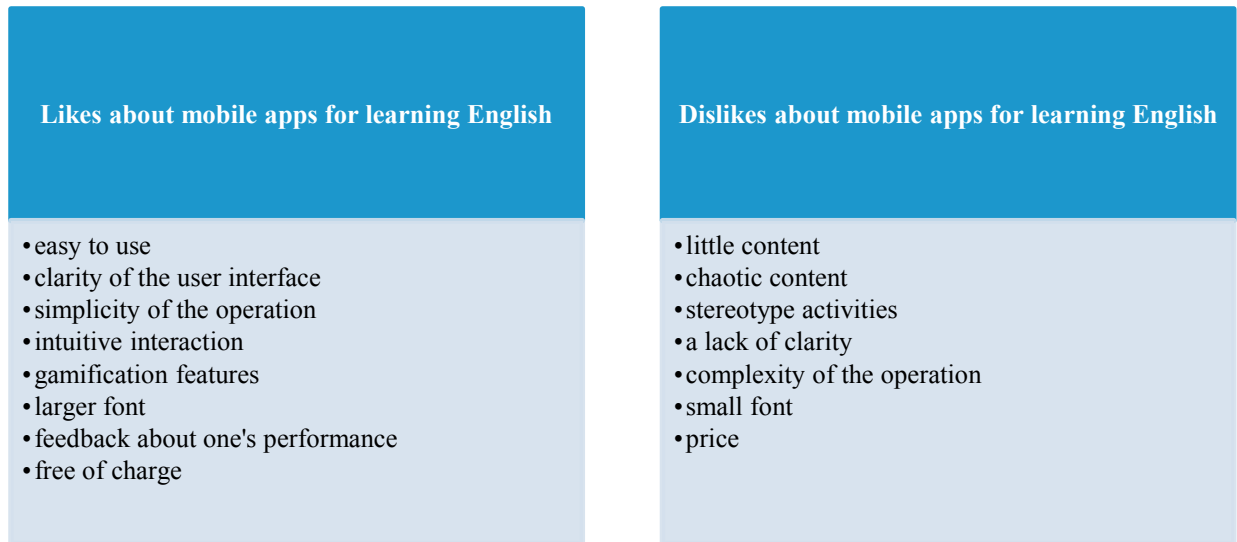 Likes about mobile apps for learning English
•easy to use
•clarity of the user interface
•simplicity of the operation
•intuitive interaction
•gamification features
•larger font
•feedback about one's performance
•free of charge
Dislikes about mobile apps for learning English
•little content
•chaotic content
•stereotype activities
•a lack of clarity
•complexity of the operation
•small font
•price